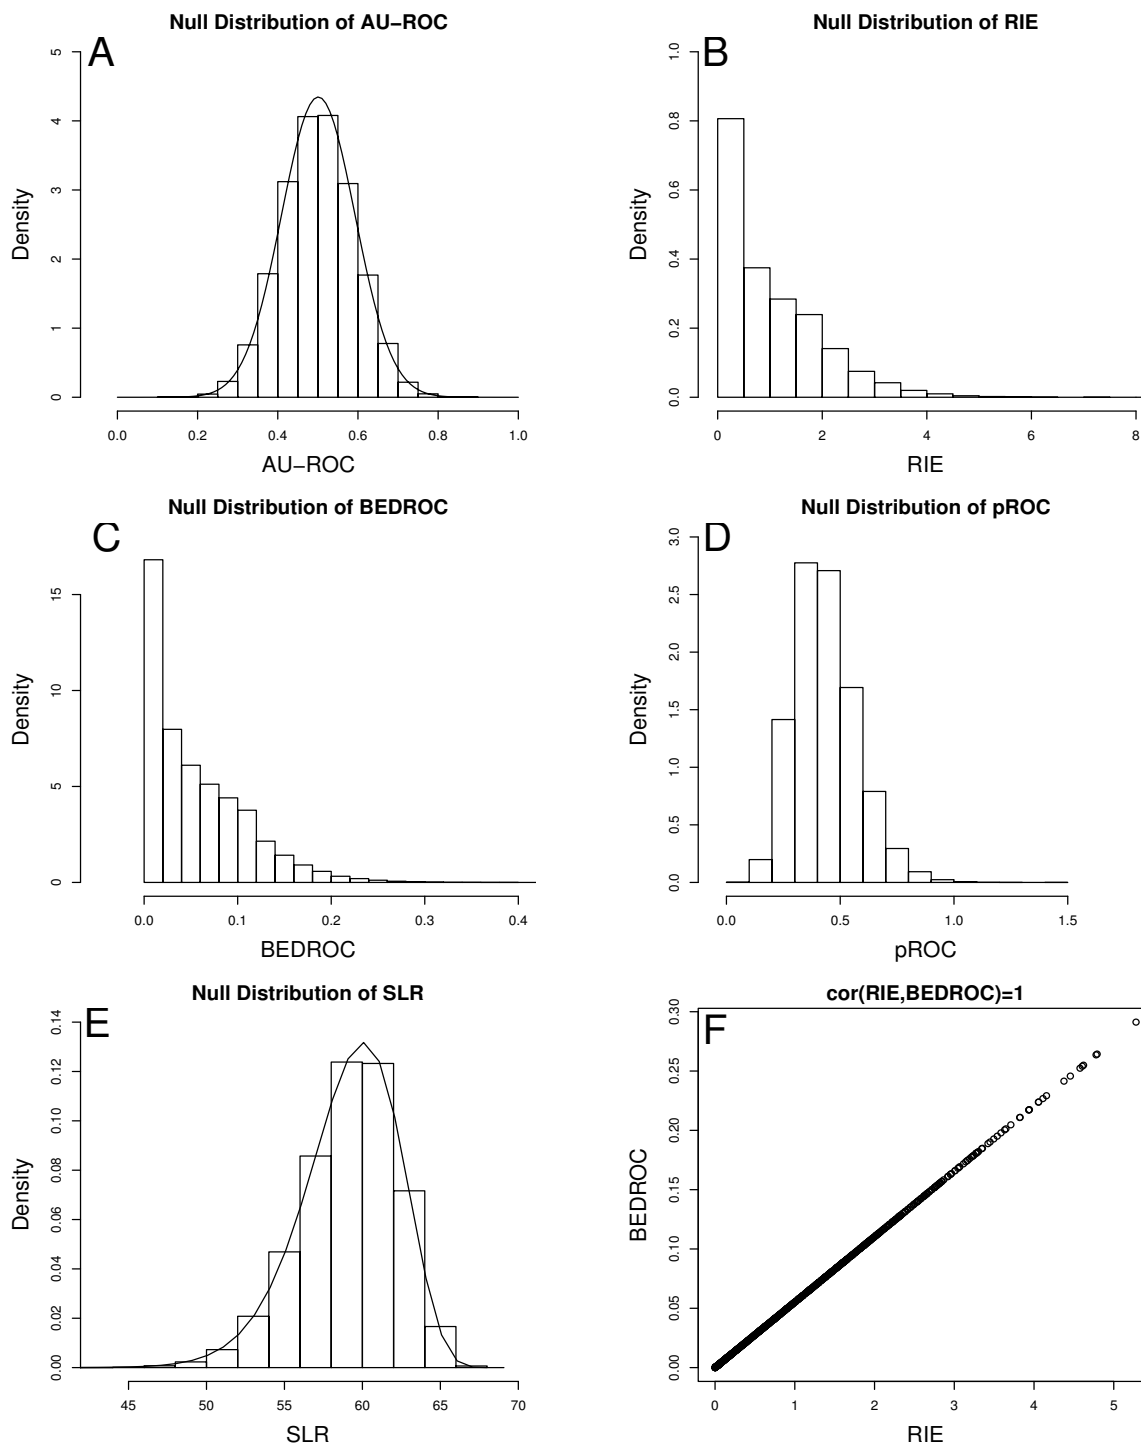 Null Distribution of AU−ROC
A
Density
0 1 2 3 4 5
0.0 0.2 0.4 0.6 0.8 1.0
AU−ROC
Null Distribution of RIE
B
Density
0.0 0.2 0.4 0.6 0.8 1.0
0 2 4 6 8
RIE
Null Distribution of BEDROC
C
Density
0 5 10 15
0.0 0.1 0.2 0.3 0.4
BEDROC
Null Distribution of pROC
D
Density
0.0 0.5 1.0 1.5 2.0 2.5 3.0
0.0 0.5 1.0 1.5
pROC
Null Distribution of SLR
E
Density
0.00 0.02 0.04 0.06 0.08 0.10 0.12 0.14
45 50 55 60 65 70
SLR
cor(RIE,BEDROC)=1
F
BEDROC
0.00 0.05 0.10 0.15 0.20 0.25 0.30
0 1 2 3 4 5
RIE